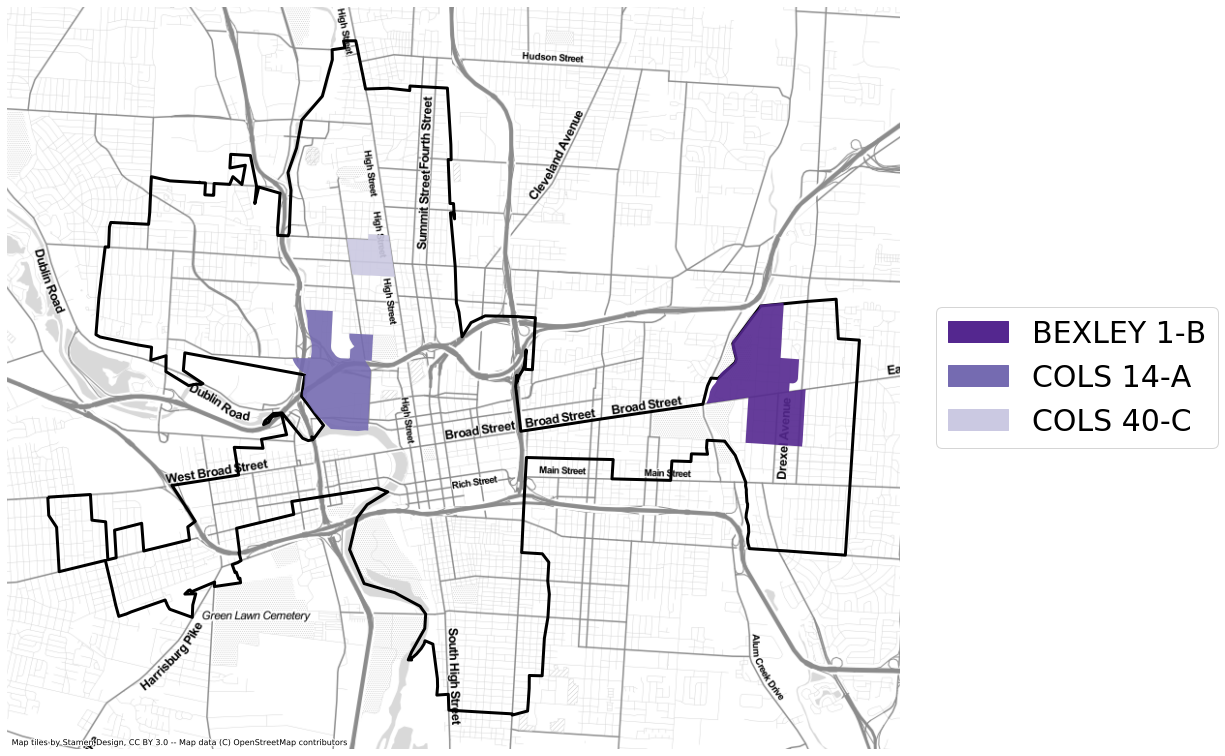 High Street
Hudson Street
Summit Street
Fourth Street
Cleveland Avenue
High Street
High Street
Dublin Road
High Street
Dublin Road
High Street
Broad Street
Broad Street
Broad Street
Ea
Drexel Avenue
West Broad Street
Rich Street
Main Street
Main Street
Green Lawn Cemetery
Harrisburg Pike
South High Street
Alum Creek Drive
BEXLEY 1-B
COLS 14-A
COLS 40-C
Map tiles by Stamen Design, CC BY 3.0 -- Map data (C) OpenStreetMap contributors